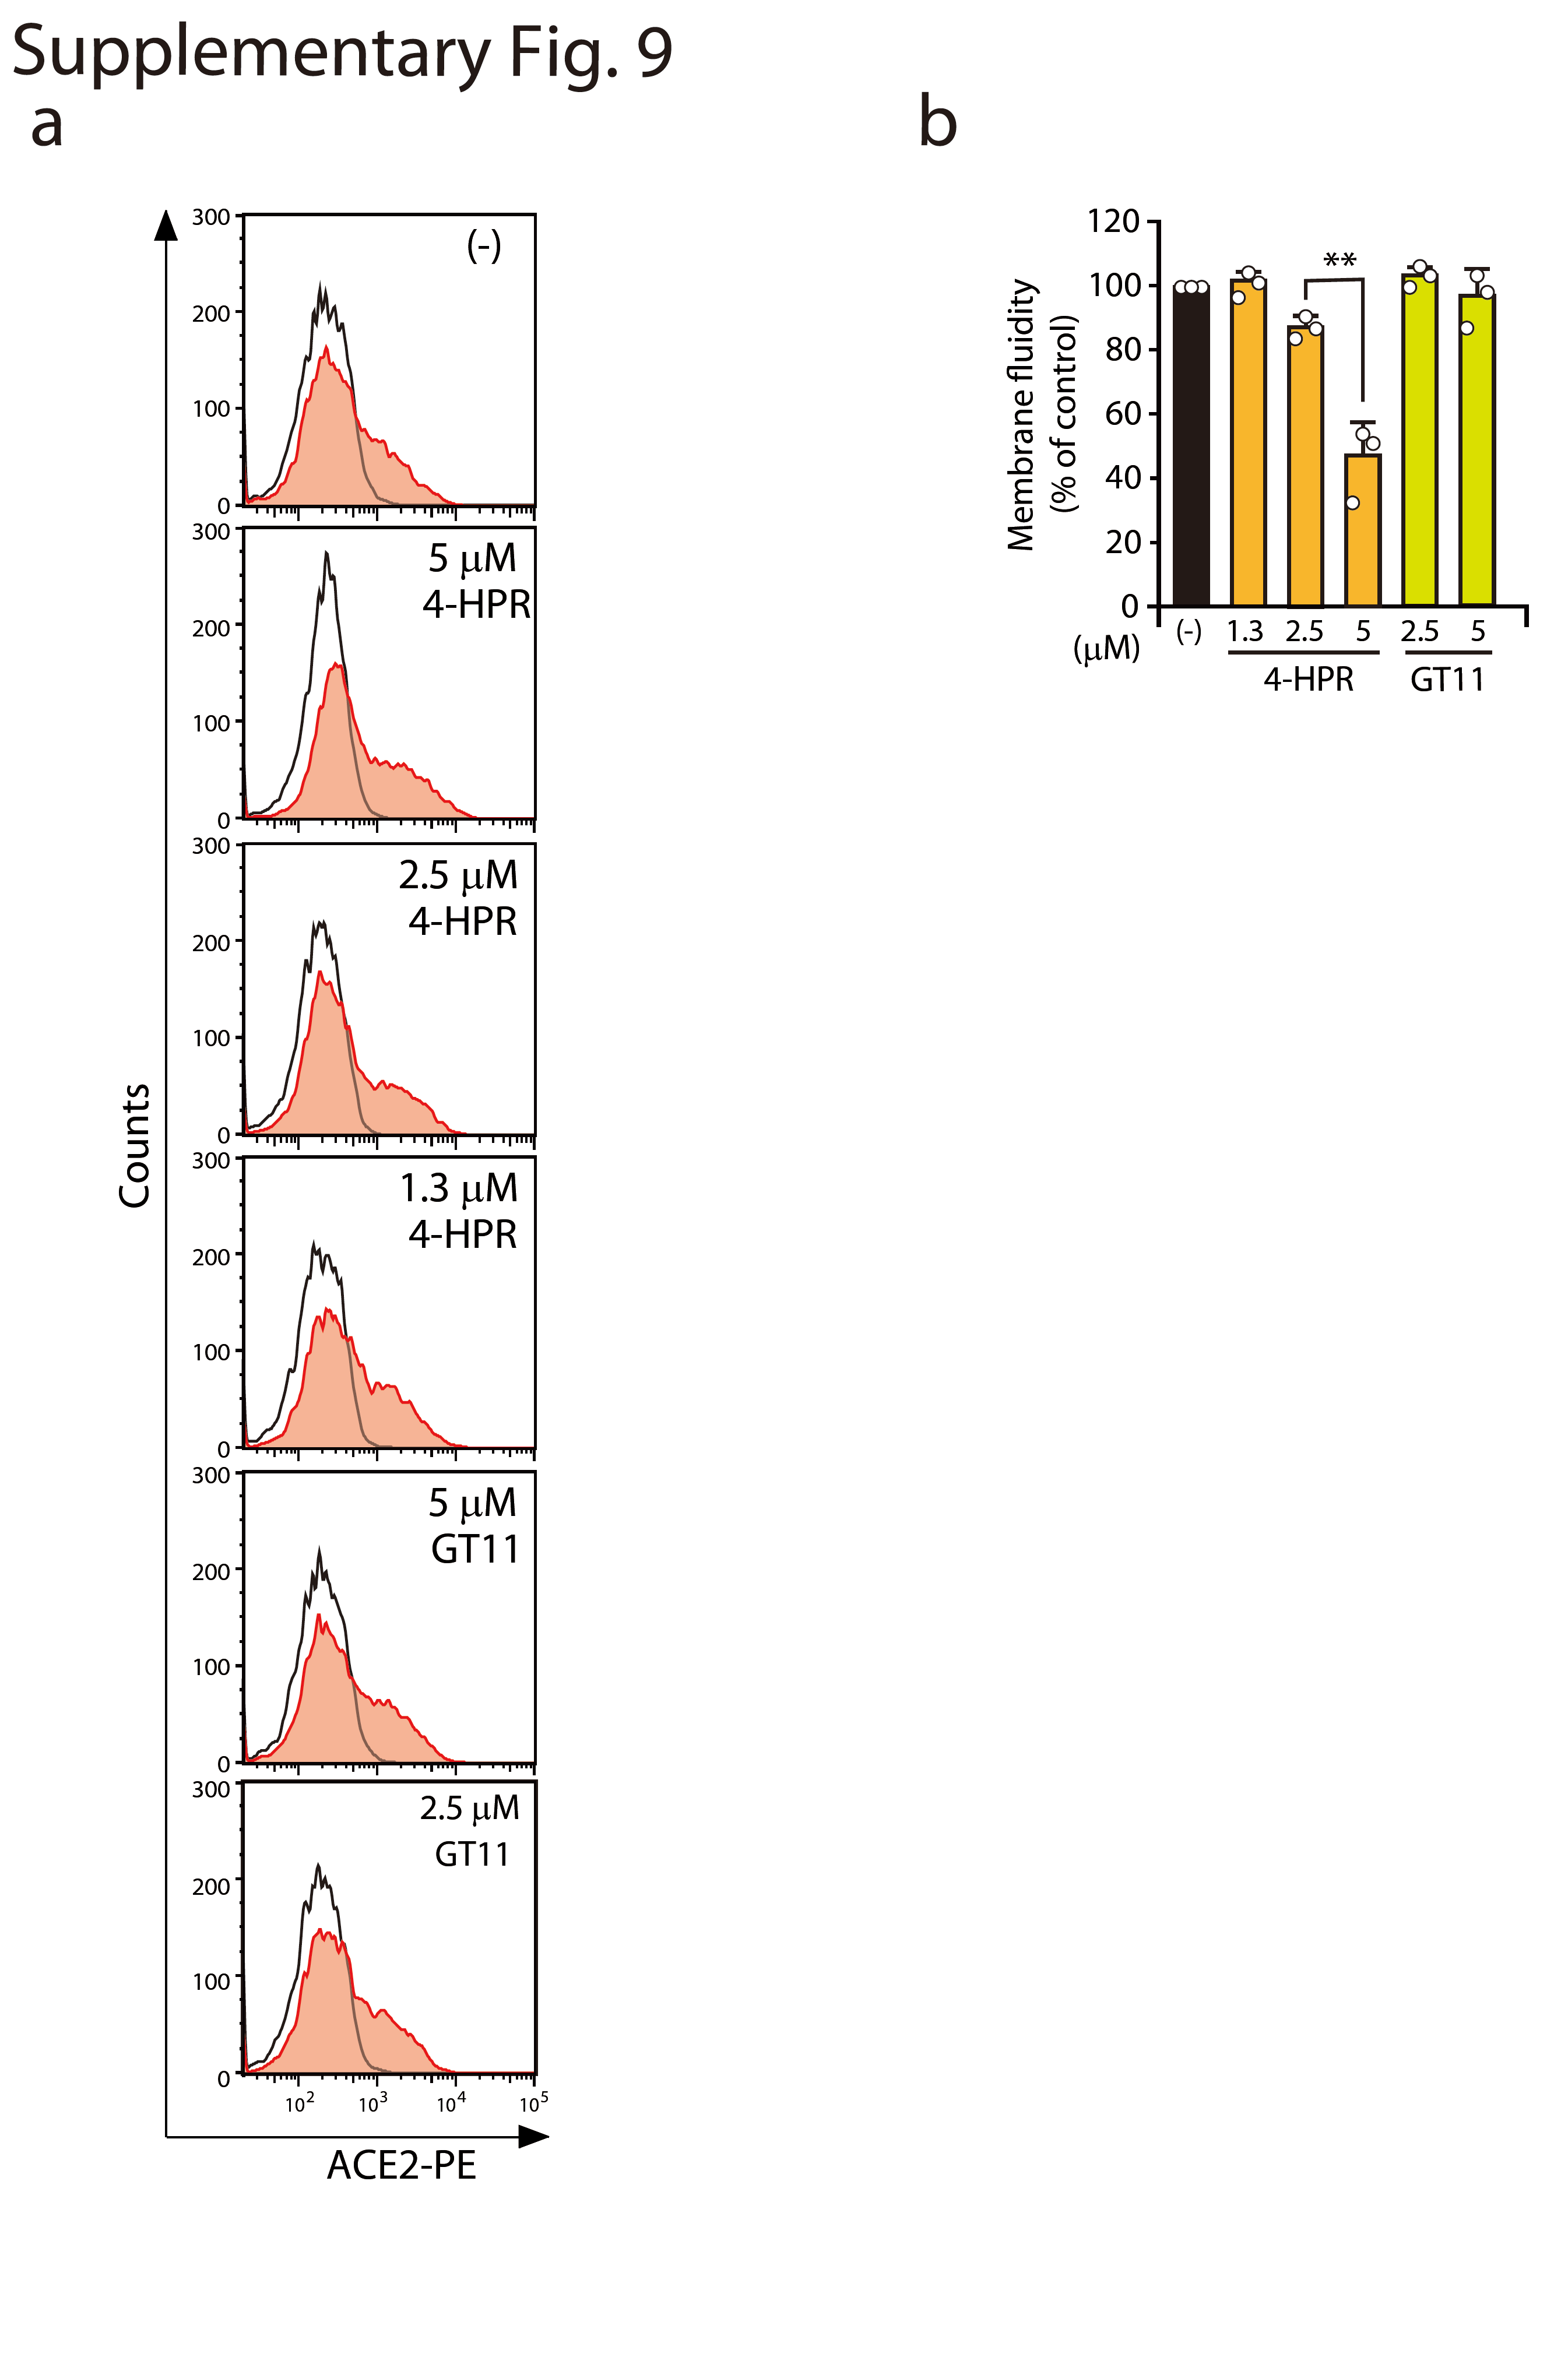 Supplementary Fig. 9
a
b
Counts
300
200
100
0
(-)
300
200
100
0
5 μM
4-HPR
300
200
100
0
2.5 μM
4-HPR
300
200
100
0
1.3 μM
4-HPR
300
200
100
0
5 μM
GT11
300
200
100
0
2.5 μM
GT11
10² 10³ 10⁴ 10⁵
ACE2-PE
Membrane fluidity
(% of control)
120
100
80
60
40
20
0
**
(μM)
(-) 1.3 2.5 5 2.5 5
4-HPR GT11